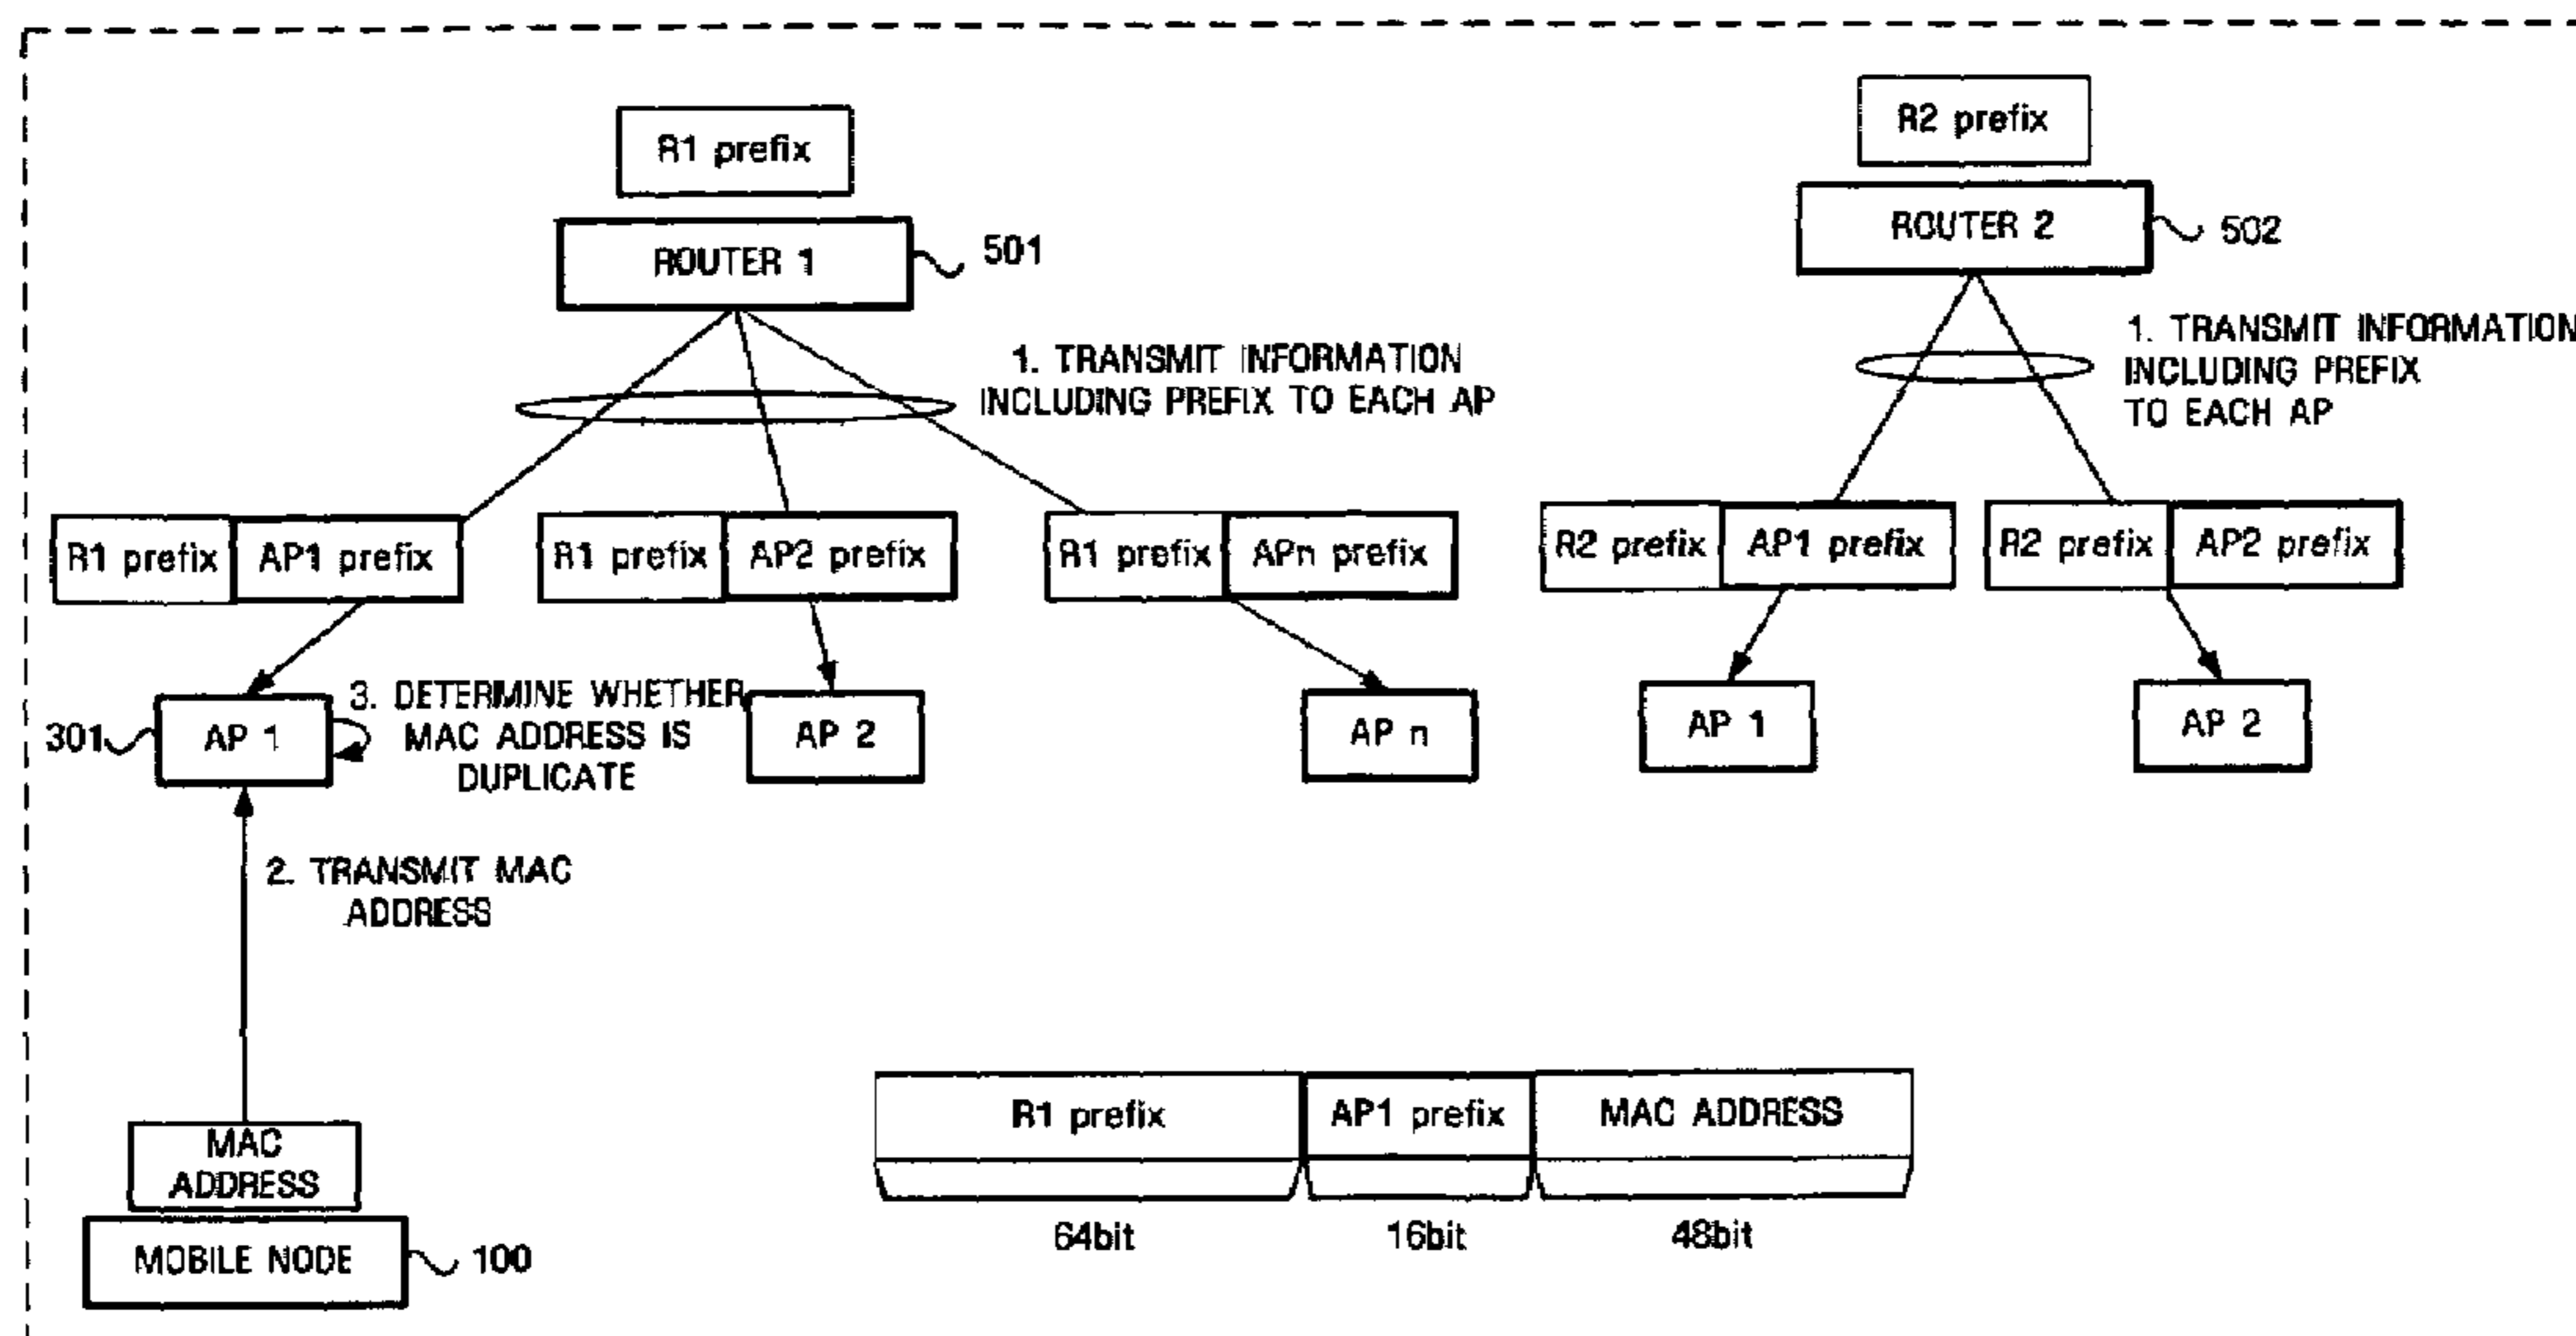 R1 prefix
ROUTER 1
501
1. TRANSMIT INFORMATION
INCLUDING PREFIX TO EACH AP
R2 prefix
ROUTER 2
502
1. TRANSMIT INFORMATION
INCLUDING PREFIX
TO EACH AP
R1 prefix AP1 prefix
R1 prefix AP2 prefix
R1 prefix APn prefix
R2 prefix AP1 prefix
R2 prefix AP2 prefix
301
AP 1
3. DETERMINE WHETHER
MAC ADDRESS IS
DUPLICATE
AP 2
AP n
AP 1
AP 2
2. TRANSMIT MAC
ADDRESS
MAC
ADDRESS
MOBILE NODE
100
R1 prefix AP1 prefix MAC ADDRESS
64bit 16bit 48bit